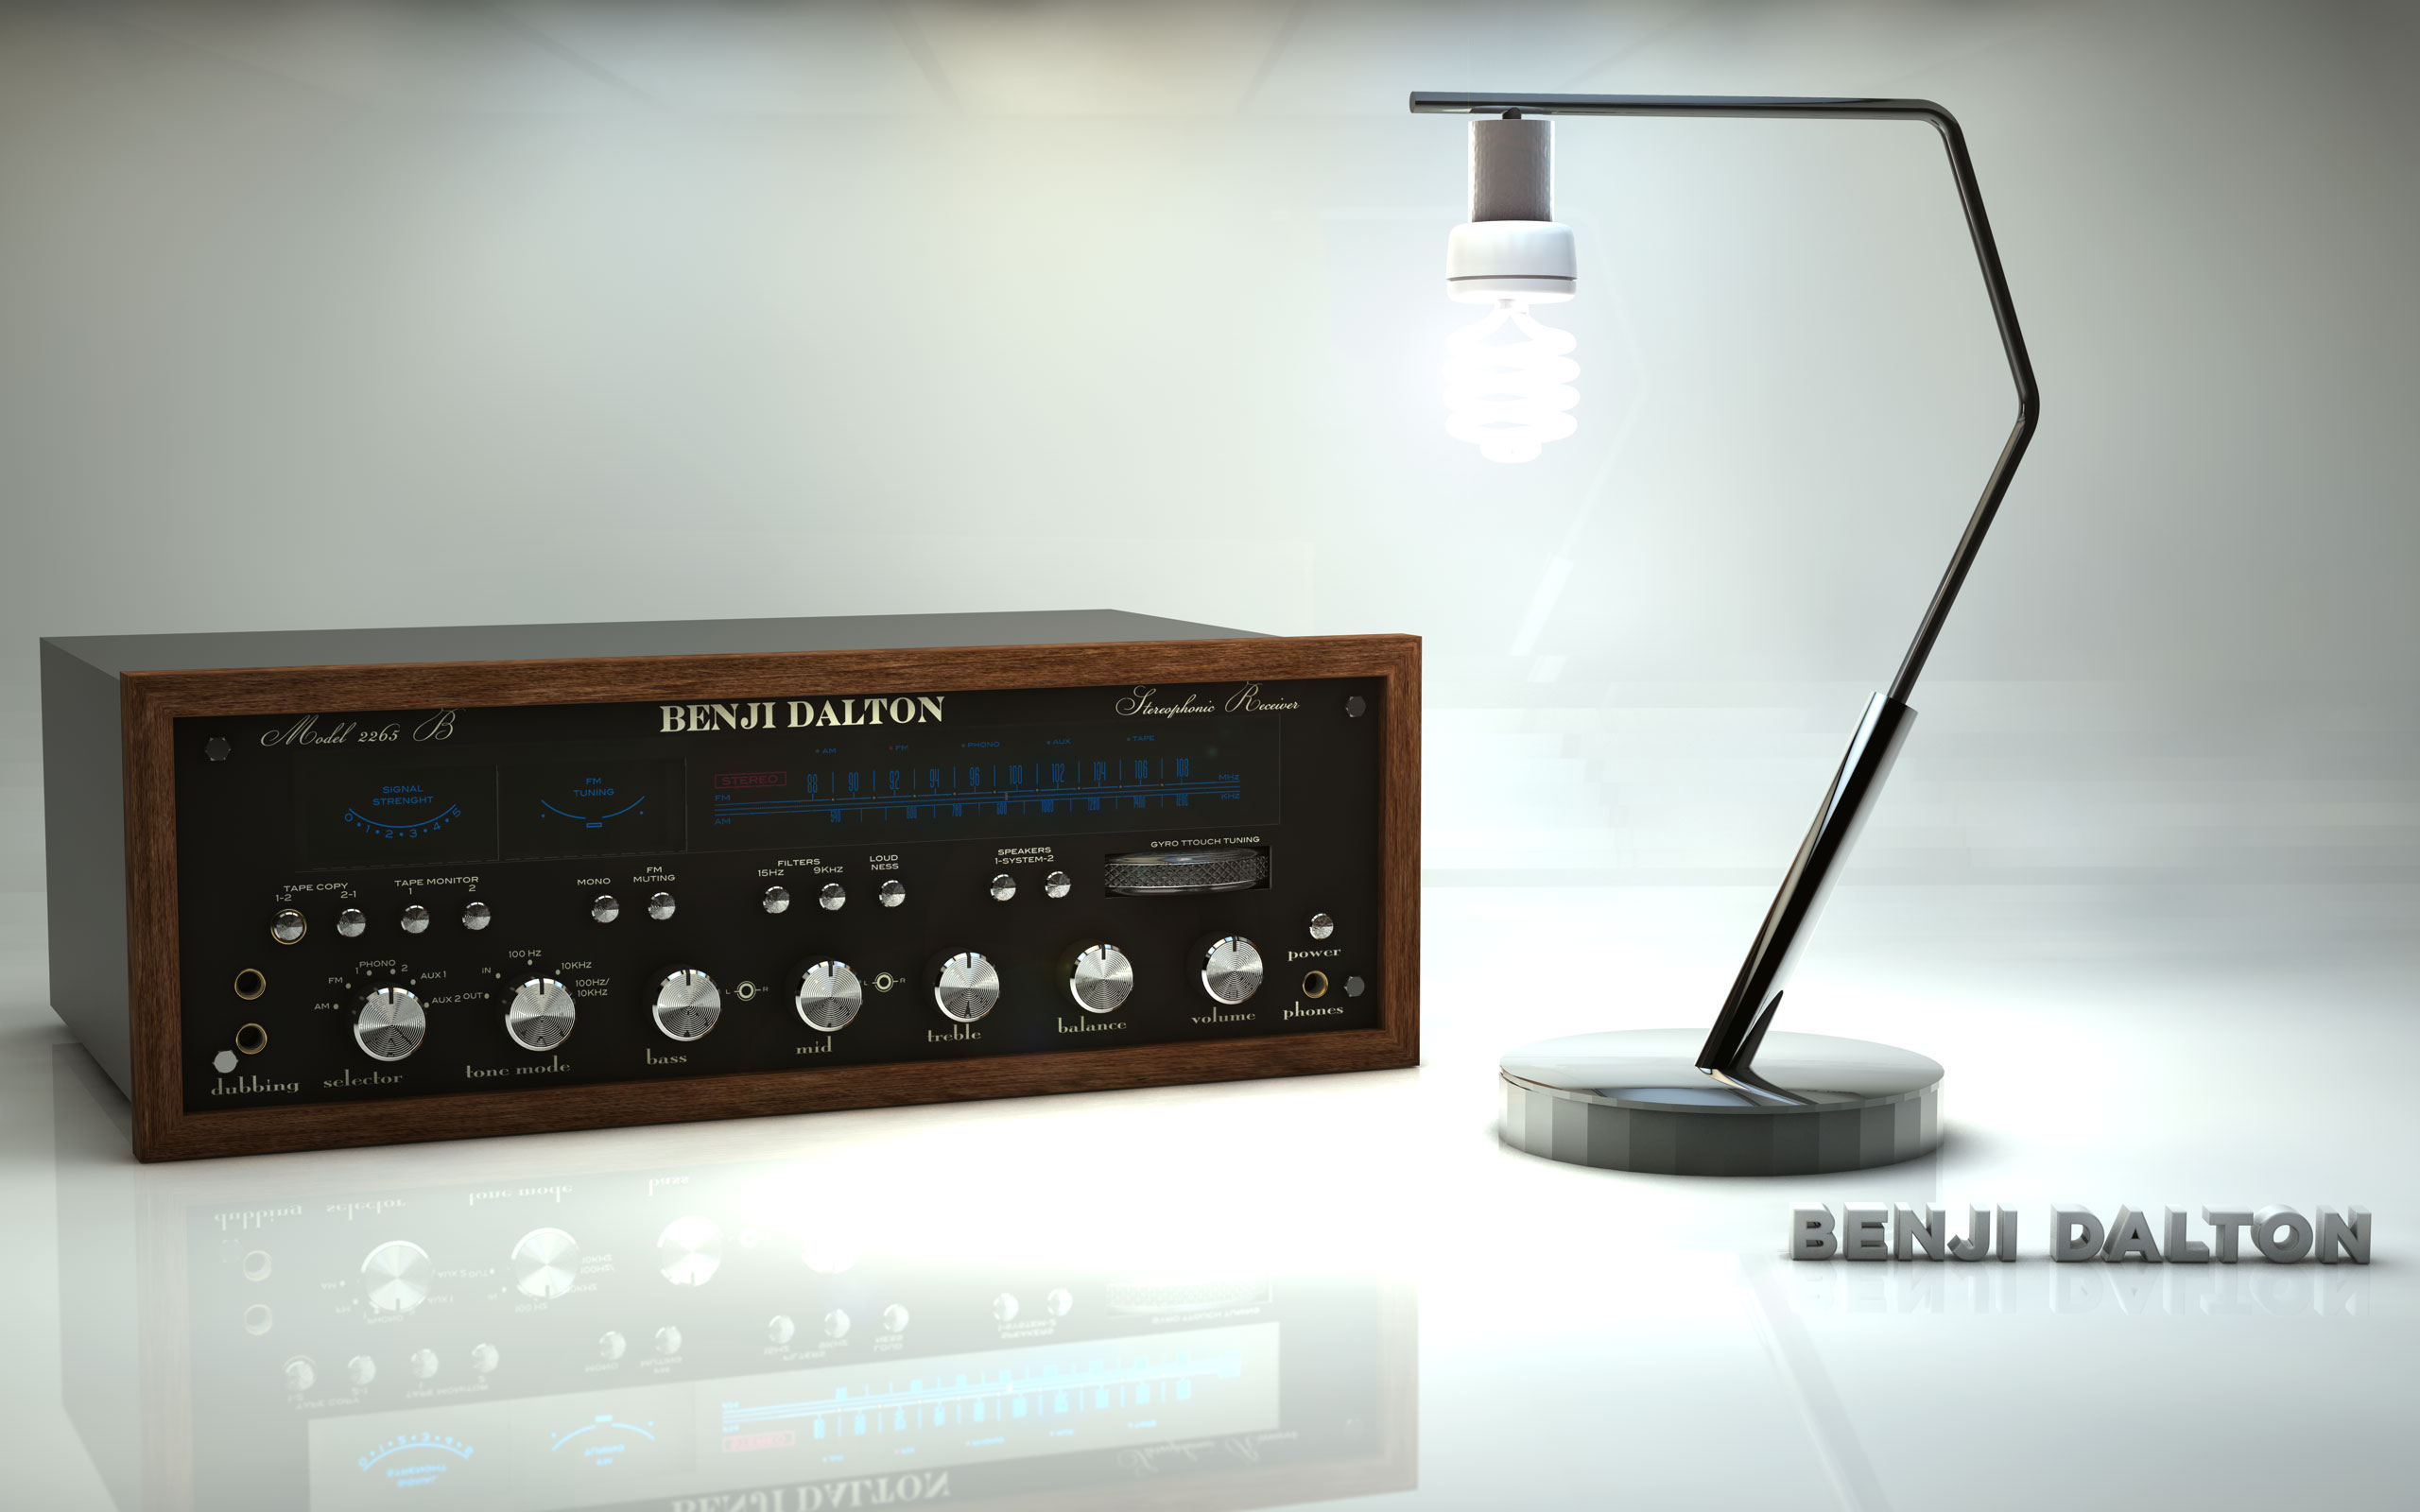 Model 2265 B
BENJI DALTON
Stereophonic Receiver
AM FM PHONO AUX TAPE
SIGNAL
STRENGHT
0 1 2 3 4 5
FM
TUNING
STEREO
88 90 92 94 96 100 102 104 106 108
FM MHz
AM KHz
GYRO TTOUCH TUNING
TAPE COPY
1-2 2-1
TAPE MONITOR
1 2
MONO
FM
MUTING
FILTERS
15HZ 9KHZ
LOUD
NESS
SPEAKERS
1-SYSTEM-2
AM FM 1 PHONO 2 AUX 1 AUX 2
OUT IN 100 HZ 10KHZ 100HZ/
10KHZ
L R
L R
power
phones
dubbing selector tone mode bass mid treble balance volume
BENJI DALTON